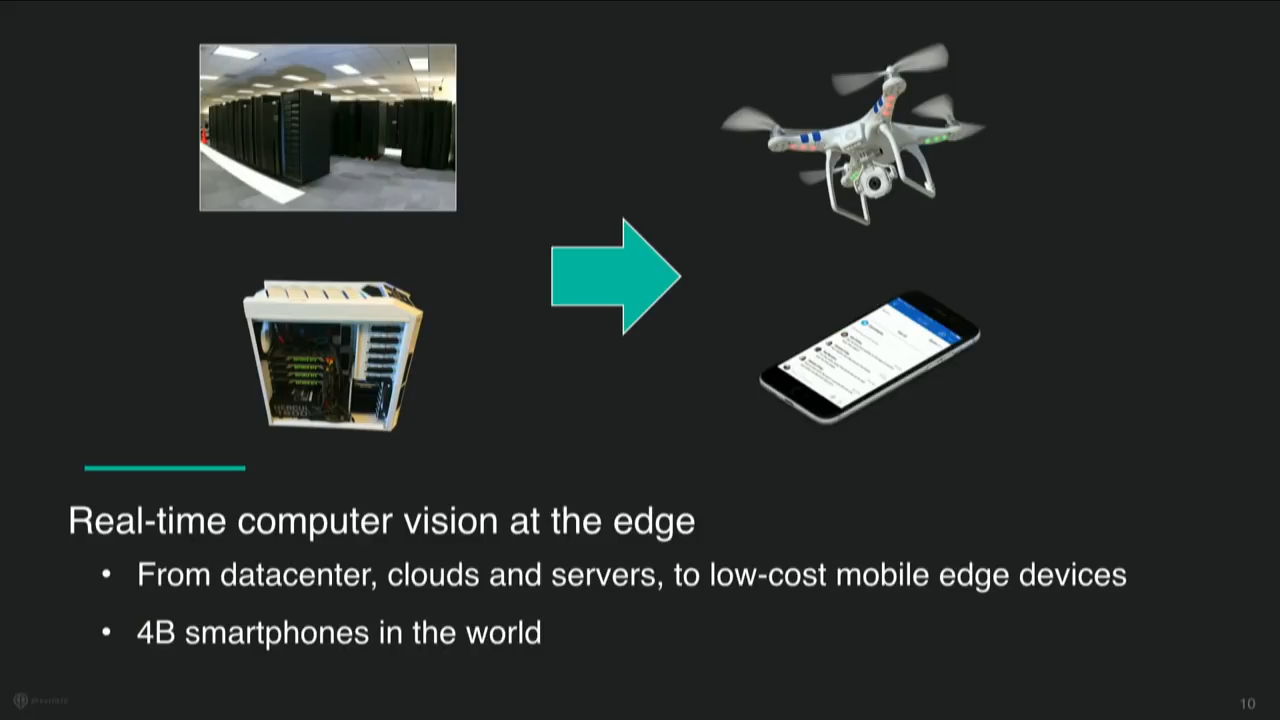 Real-time computer vision at the edge
• From datacenter, clouds and servers, to low-cost mobile edge devices
• 4B smartphones in the world
10